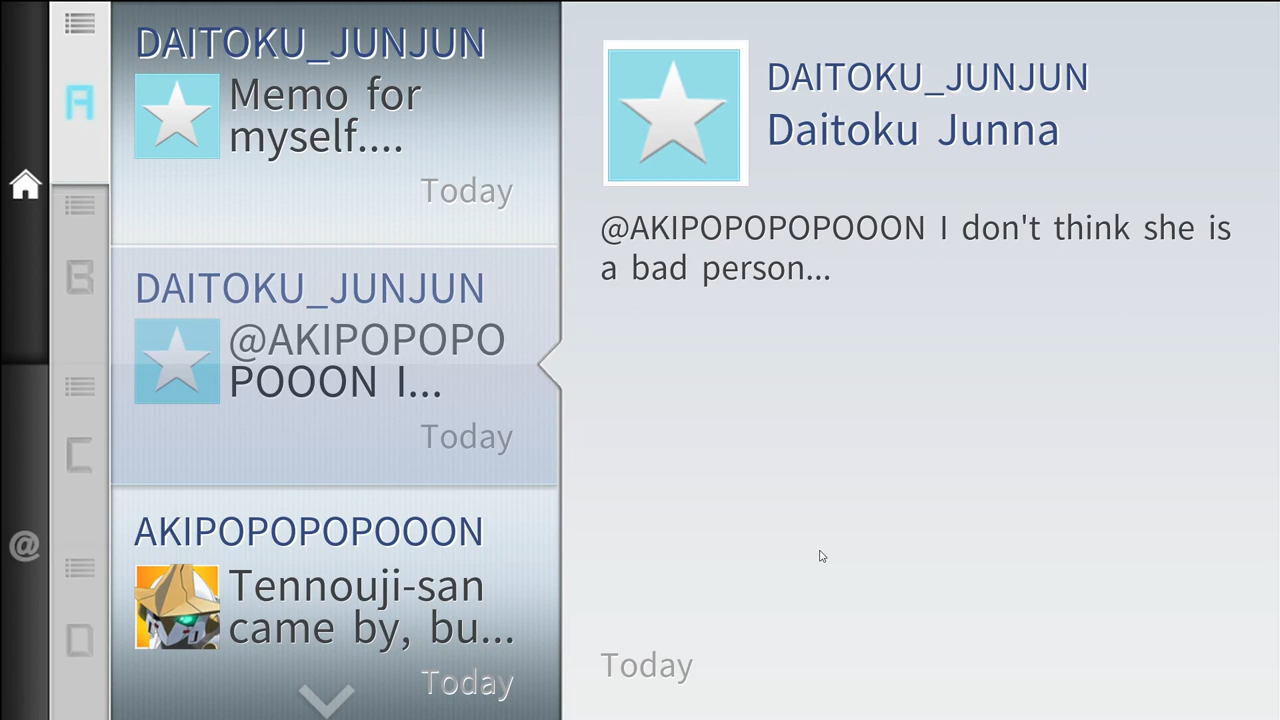 A
B
C
D
@
DAITOKU_JUNJUN
Memo for
myself....
Today
DAITOKU_JUNJUN
@AKIPOPOPO
POOON I...
Today
AKIPOPOPOPOOON
Tennouji-san
came by, bu...
Today
DAITOKU_JUNJUN
Daitoku Junna
@AKIPOPOPOPOOON I don't think she is
a bad person...
Today